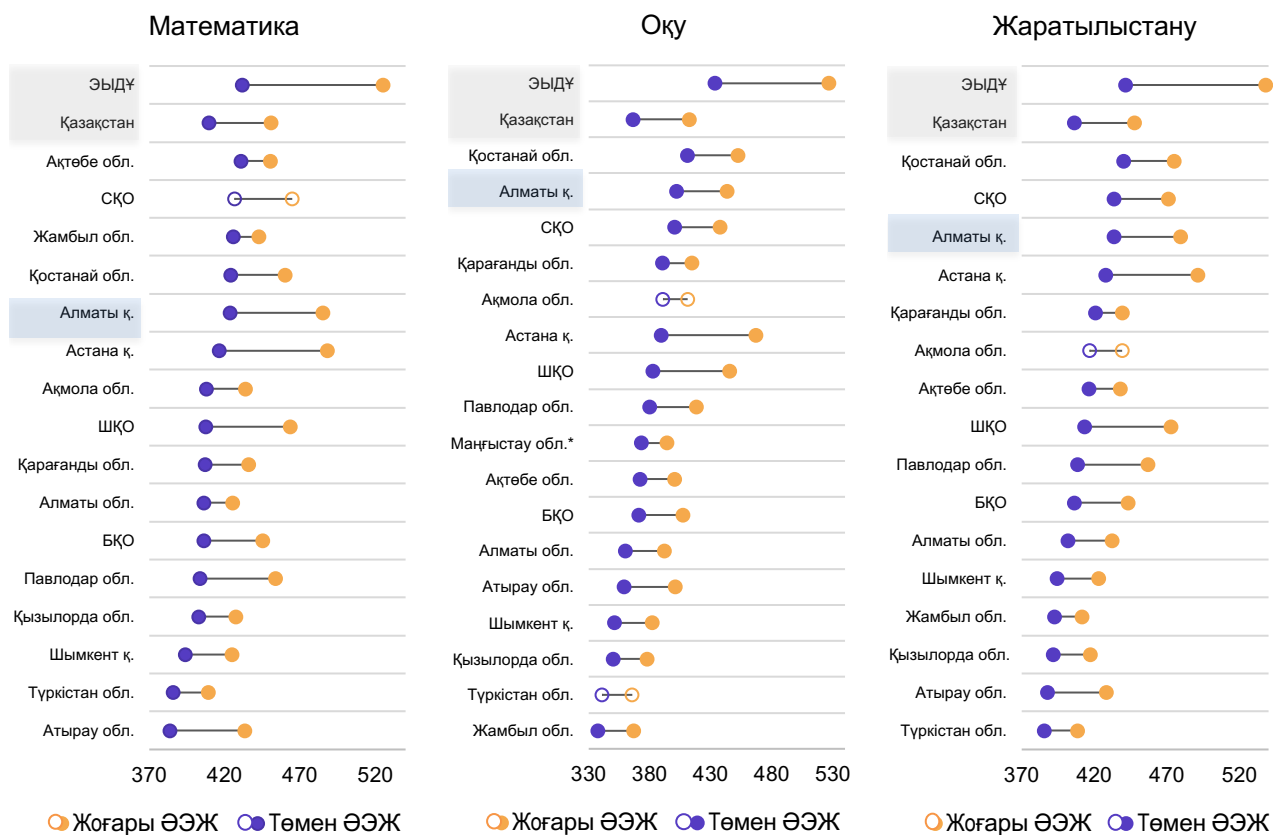 Математика
ЭЫДҰ
Қазақстан
Ақтөбе обл.
СҚО
Жамбыл обл.
Қостанай обл.
Алматы қ.
Астана қ.
Ақмола обл.
ШҚО
Қарағанды обл.
Алматы обл.
БҚО
Павлодар обл.
Қызылорда обл.
Шымкент қ.
Түркістан обл.
Атырау обл.
370 420 470 520
Жоғары ӘЭЖ Төмен ӘЭЖ
Оқу
ЭЫДҰ
Қазақстан
Қостанай обл.
Алматы қ.
СҚО
Қарағанды обл.
Ақмола обл.
Астана қ.
ШҚО
Павлодар обл.
Маңғыстау обл.*
Ақтөбе обл.
БҚО
Алматы обл.
Атырау обл.
Шымкент қ.
Қызылорда обл.
Түркістан обл.
Жамбыл обл.
330 380 430 480 530
Жоғары ӘЭЖ Төмен ӘЭЖ
Жаратылыстану
ЭЫДҰ
Қазақстан
Қостанай обл.
СҚО
Алматы қ.
Астана қ.
Қарағанды обл.
Ақмола обл.
Ақтөбе обл.
ШҚО
Павлодар обл.
БҚО
Алматы обл.
Шымкент қ.
Жамбыл обл.
Қызылорда обл.
Атырау обл.
Түркістан обл.
370 420 470 520
Жоғары ӘЭЖ Төмен ӘЭЖ